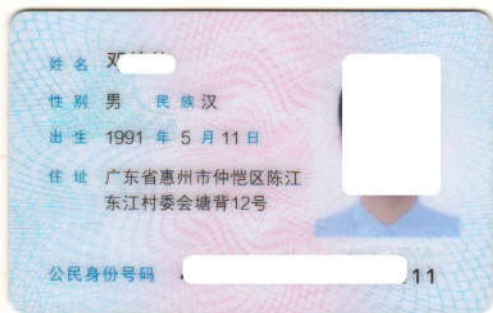 姓名 邓
性别 男 民族 汉
出生 1991 年 5 月 11 日
住址 广东省惠州市仲恺区陈江
东江村委会塘背12号
公民身份号码 11